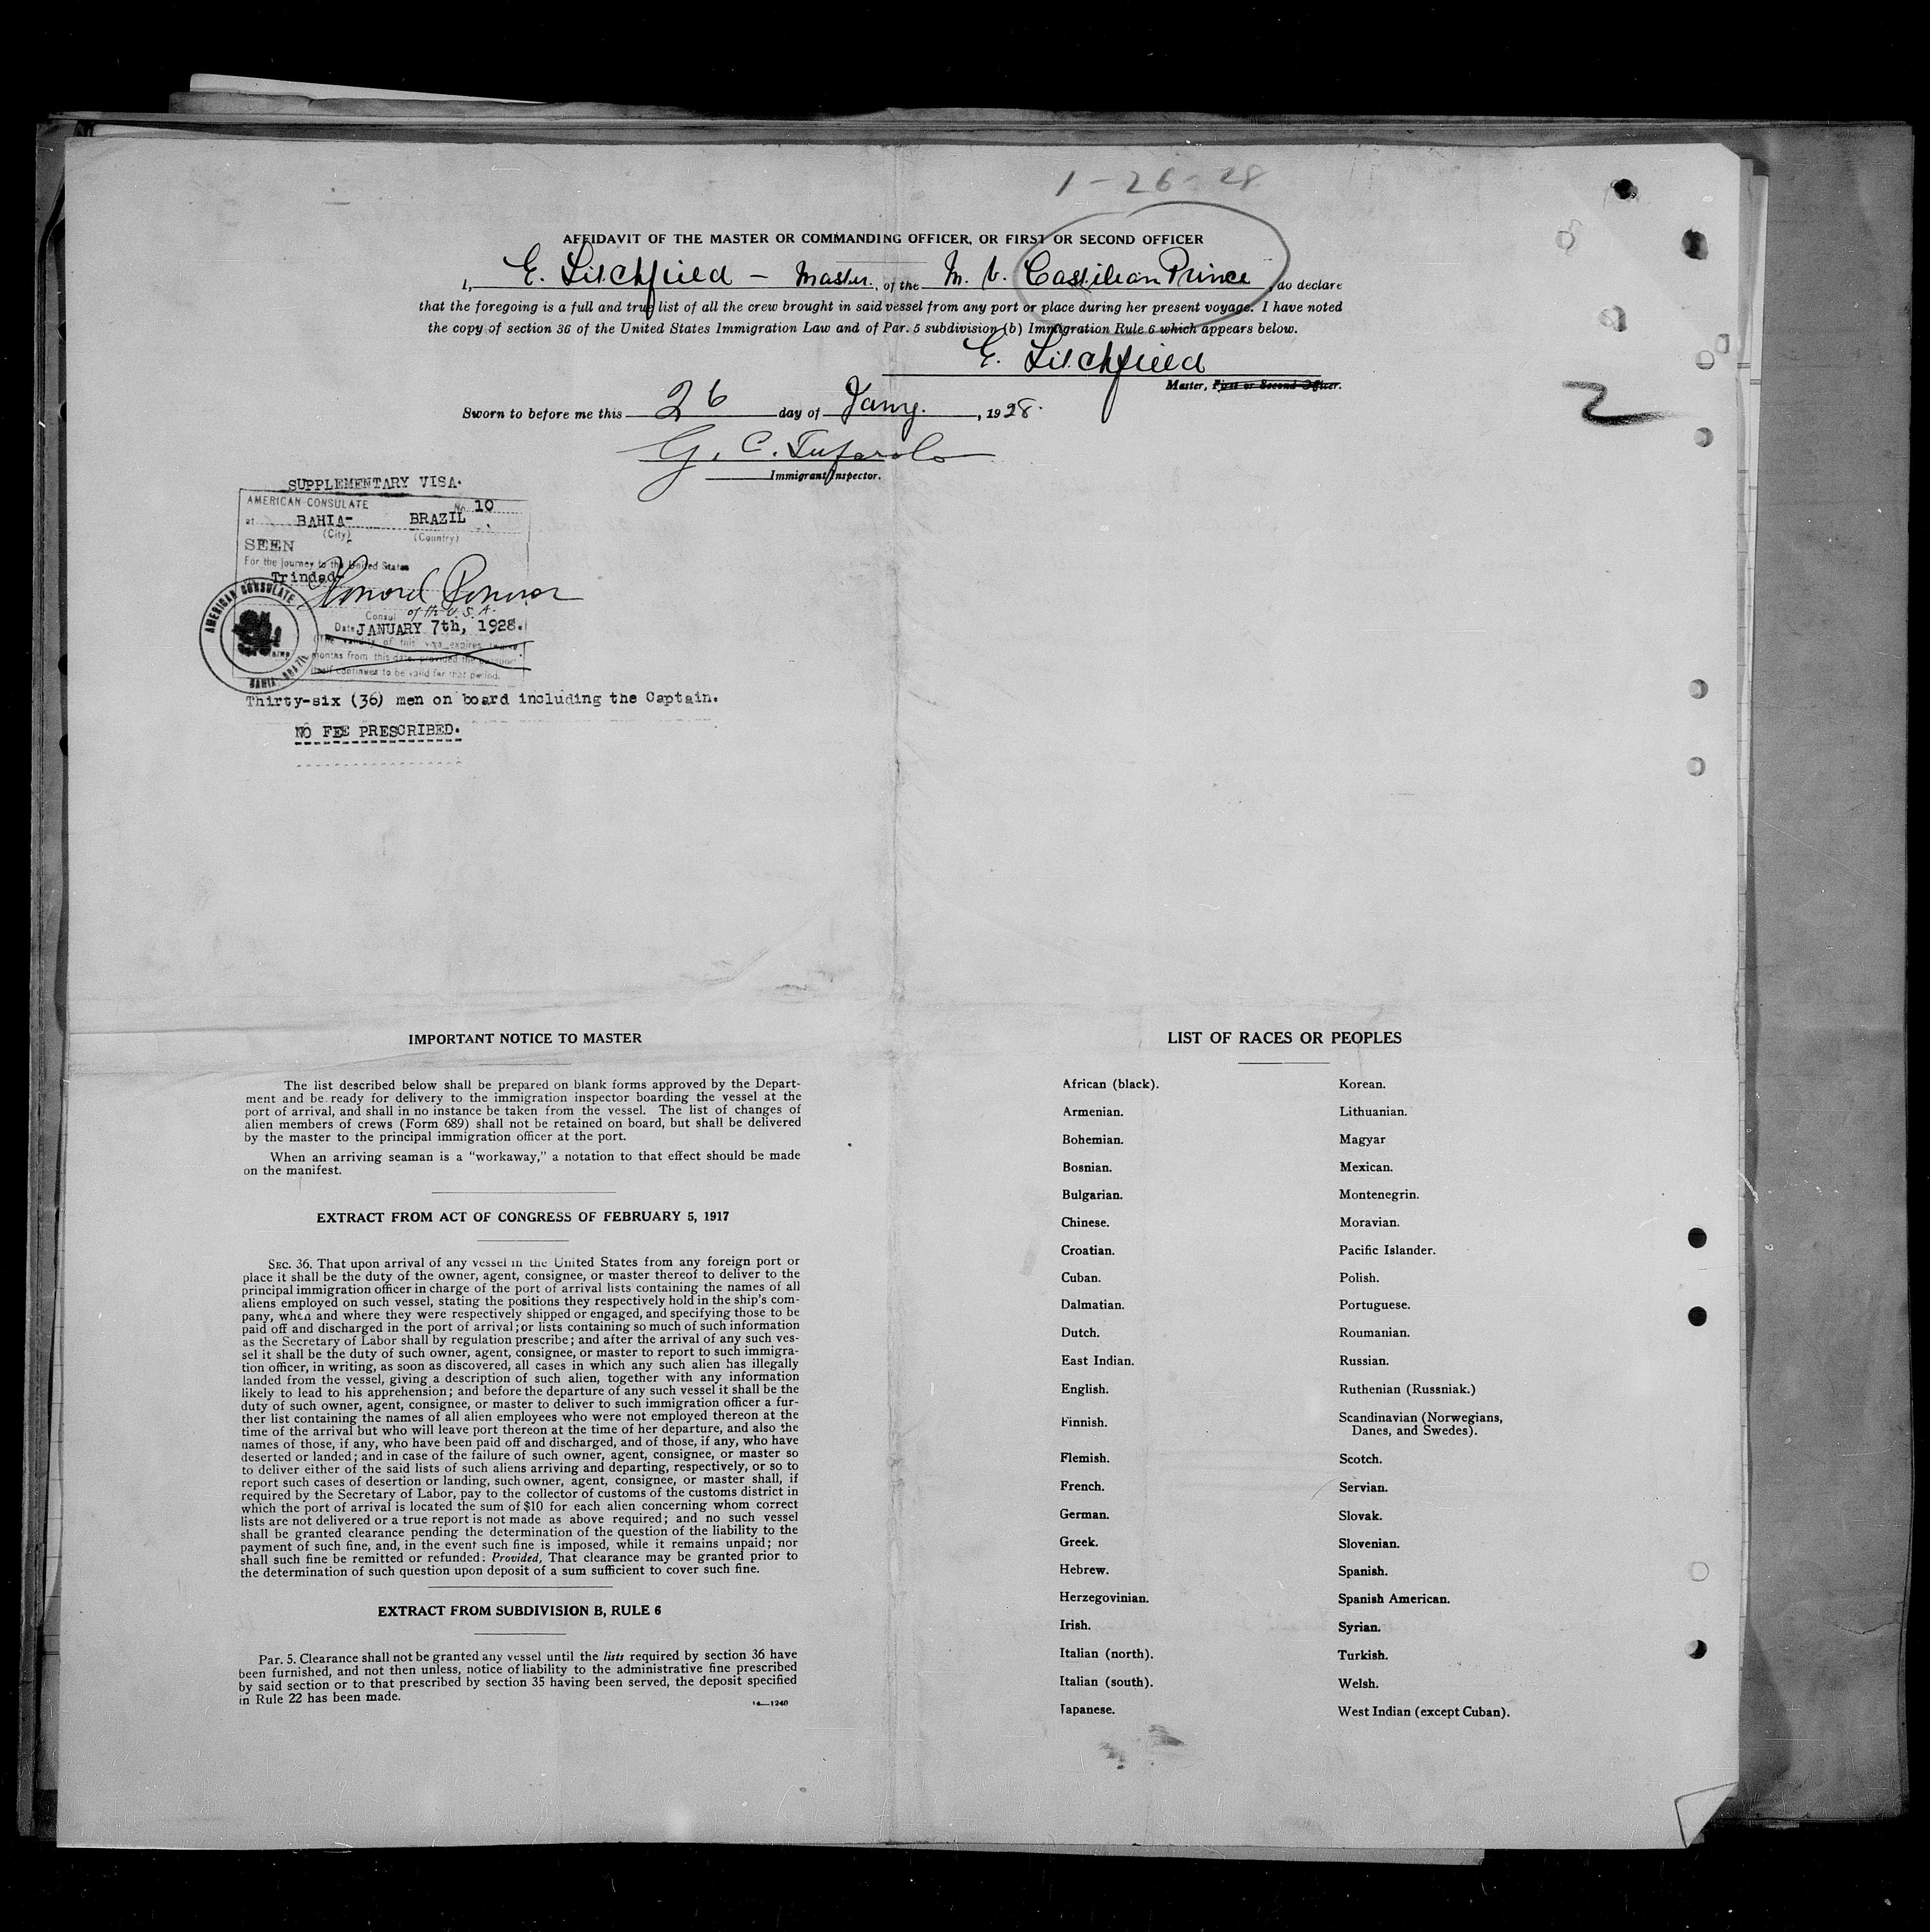 1-26-28
AFFIDAVIT OF THE MASTER OR COMMANDING OFFICER, OR FIRST OR SECOND OFFICER
I, E. Litchfield - Master, of the M. V. Castilian Prince, do declare
that the foregoing is a full and true list of all the crew brought in said vessel from any port or place during her present voyage. I have noted
the copy of section 36 of the United States Immigration Law and of Par. 5 subdivision (b) Immigration Rule 6 which appears below.
E. Litchfield
Master, First or Second Officer.
2
Sworn to before me this 26 day of Jany., 1928.
G. C.
Immigrant Inspector.
SUPPLEMENTARY VISA.
AMERICAN CONSULATE No. 10
at BAHIA- BRAZIL
(City) (Country)
SEEN
For the journey to the United States
Trindad-
Consul of the U.S.A.
Date JANUARY 7th, 1928.
(The validity of this visa expires
months from this date, provided the passport
itself continues to be valid for that period.
AMERICAN CONSULATE
BAHIA, BRAZIL
Thirty-six (36) men on board including the Captain.
NO FEE PRESCRIBED.
IMPORTANT NOTICE TO MASTER
The list described below shall be prepared on blank forms approved by the Depart-
ment and be ready for delivery to the immigration inspector boarding the vessel at the
port of arrival, and shall in no instance be taken from the vessel. The list of changes of
alien members of crews (Form 689) shall not be retained on board, but shall be delivered
by the master to the principal immigration officer at the port.
When an arriving seaman is a "workaway," a notation to that effect should be made
on the manifest.
EXTRACT FROM ACT OF CONGRESS OF FEBRUARY 5, 1917
SEC. 36. That upon arrival of any vessel in the United States from any foreign port or
place it shall be the duty of the owner, agent, consignee, or master thereof to deliver to the
principal immigration officer in charge of the port of arrival lists containing the names of all
aliens employed on such vessel, stating the positions they respectively hold in the ship's com-
pany, when and where they were respectively shipped or engaged, and specifying those to be
paid off and discharged in the port of arrival; or lists containing so much of such information
as the Secretary of Labor shall by regulation prescribe; and after the arrival of any such ves-
sel it shall be the duty of such owner, agent, consignee, or master to report to such immigra-
tion officer, in writing, as soon as discovered, all cases in which any such alien has illegally
landed from the vessel, giving a description of such alien, together with any information
likely to lead to his apprehension; and before the departure of any such vessel it shall be the
duty of such owner, agent, consignee, or master to deliver to such immigration officer a fur-
ther list containing the names of all alien employees who were not employed thereon at the
time of the arrival but who will leave port thereon at the time of her departure, and also the
names of those, if any, who have been paid off and discharged, and of those, if any, who have
deserted or landed; and in case of the failure of such owner, agent, consignee, or master so
to deliver either of the said lists of such aliens arriving and departing, respectively, or so to
report such cases of desertion or landing, such owner, agent, consignee, or master shall, if
required by the Secretary of Labor, pay to the collector of customs of the customs district in
which the port of arrival is located the sum of $10 for each alien concerning whom correct
lists are not delivered or a true report is not made as above required; and no such vessel
shall be granted clearance pending the determination of the question of the liability to the
payment of such fine, and, in the event such fine is imposed, while it remains unpaid; nor
shall such fine be remitted or refunded: Provided, That clearance may be granted prior to
the determination of such question upon deposit of a sum sufficient to cover such fine.
EXTRACT FROM SUBDIVISION B, RULE 6
Par. 5. Clearance shall not be granted any vessel until the lists required by section 36 have
been furnished, and not then unless, notice of liability to the administrative fine prescribed
by said section or to that prescribed by section 35 having been served, the deposit specified
in Rule 22 has been made.
14-1240
LIST OF RACES OR PEOPLES
African (black).
Armenian.
Bohemian.
Bosnian.
Bulgarian.
Chinese.
Croatian.
Cuban.
Dalmatian.
Dutch.
East Indian.
English.
Finnish.
Flemish.
French.
German.
Greek.
Hebrew.
Herzegovinian.
Irish.
Italian (north).
Italian (south).
Japanese.
Korean.
Lithuanian.
Magyar
Mexican.
Montenegrin.
Moravian.
Pacific Islander.
Polish.
Portuguese.
Roumanian.
Russian.
Ruthenian (Russniak.)
Scandinavian (Norwegians,
Danes, and Swedes).
Scotch.
Servian.
Slovak.
Slovenian.
Spanish.
Spanish American.
Syrian.
Turkish.
Welsh.
West Indian (except Cuban).